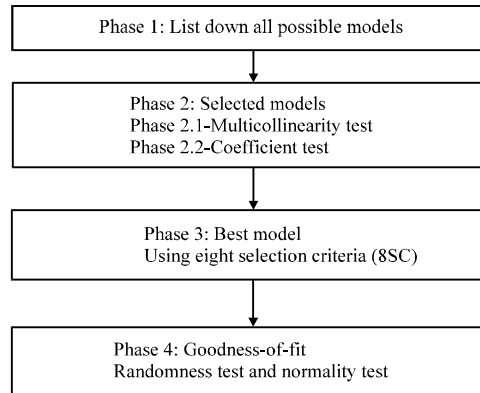 Phase 1: List down all possible models
Phase 2: Selected models
Phase 2.1-Multicollinearity test
Phase 2.2-Coefficient test
Phase 3: Best model
Using eight selection criteria (8SC)
Phase 4: Goodness-of-fit
Randomness test and normality test